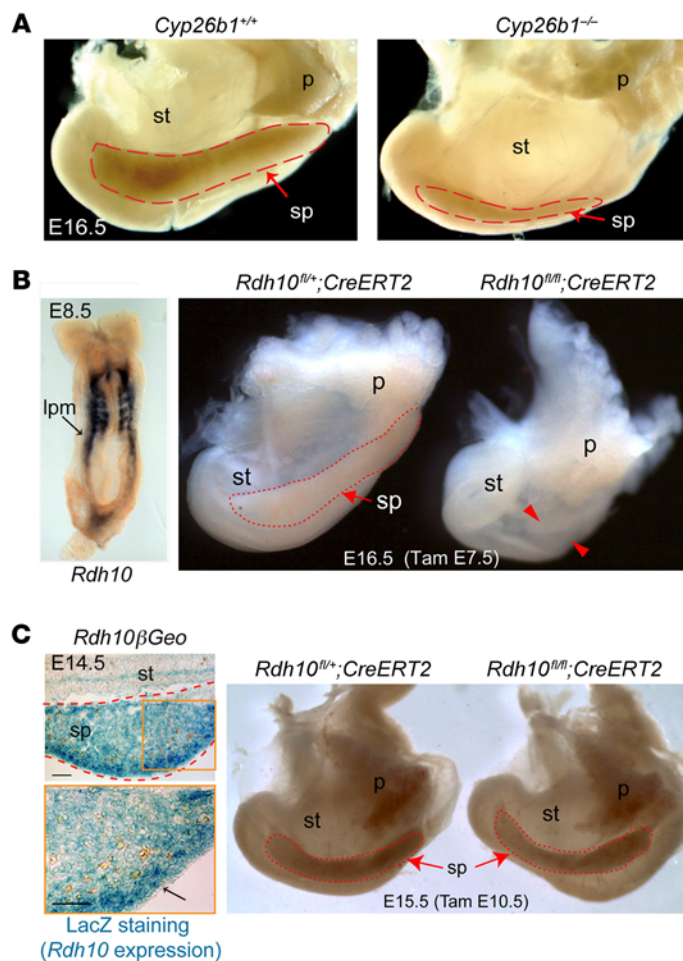 A
Cyp26b1+/+
Cyp26b1–/–
p
st
sp
E16.5
p
st
sp
B
Rdh10fl/+;CreERT2
Rdh10fl/fl;CreERT2
E8.5
lpm
Rdh10
p
st
sp
p
st
E16.5 (Tam E7.5)
C
Rdh10βGeo
E14.5
st
sp
LacZ staining
(Rdh10 expression)
Rdh10fl/+;CreERT2
Rdh10fl/fl;CreERT2
p
st
p
st
sp
E15.5 (Tam E10.5)